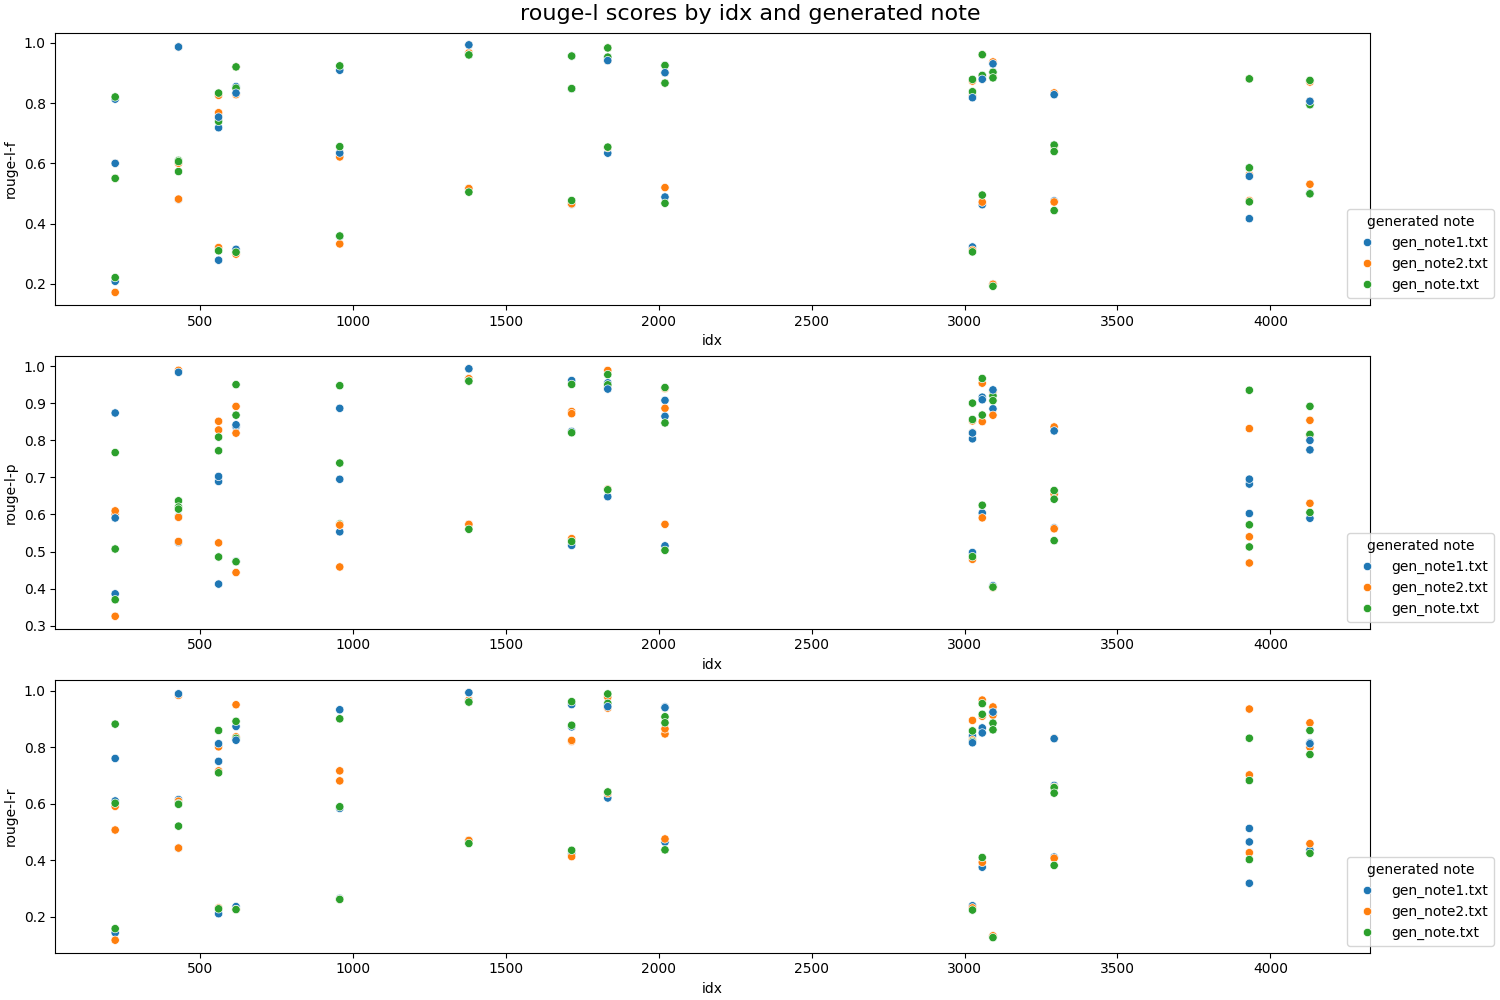 rouge-l scores by idx and generated note
1.0
0.8
0.6
0.4
0.2
rouge-l-f
500 1000 1500 2000 2500 3000 3500 4000
idx
generated note
gen_note1.txt
gen_note2.txt
gen_note.txt
1.0
0.9
0.8
0.7
0.6
0.5
0.4
0.3
rouge-l-p
500 1000 1500 2000 2500 3000 3500 4000
idx
generated note
gen_note1.txt
gen_note2.txt
gen_note.txt
1.0
0.8
0.6
0.4
0.2
rouge-l-r
500 1000 1500 2000 2500 3000 3500 4000
idx
generated note
gen_note1.txt
gen_note2.txt
gen_note.txt